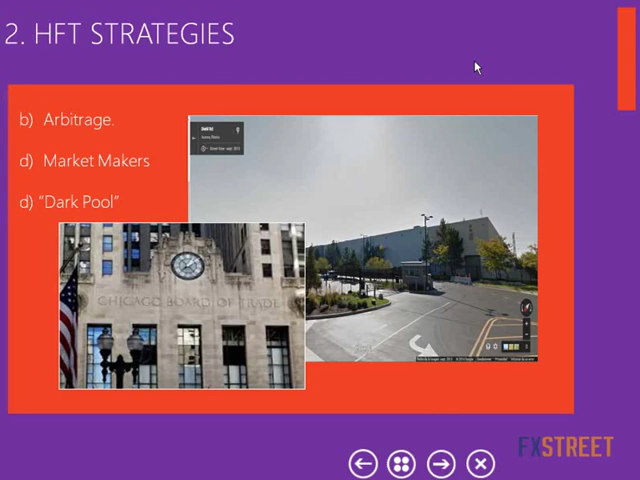 2. HFT STRATEGIES
b) Arbitrage.
d) Market Makers
d) “Dark Pool”
CHICAGO BOARD OF TRADE
FXSTREET